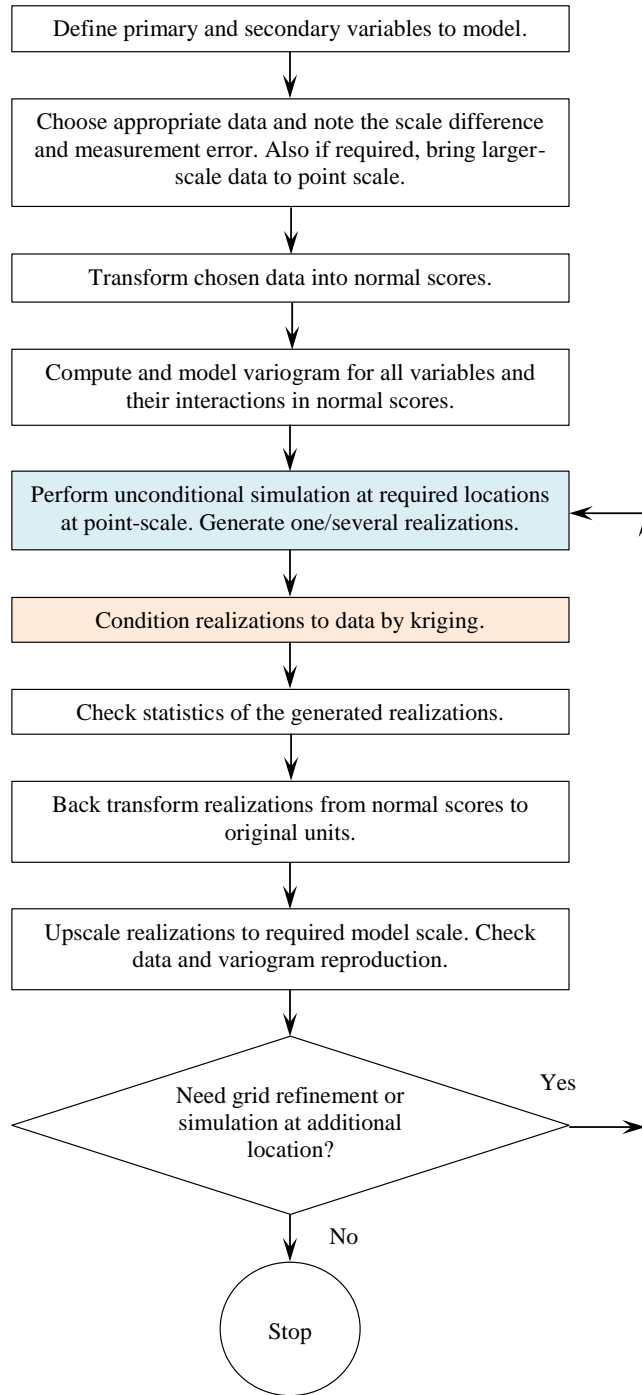 Define primary and secondary variables to model.
Choose appropriate data and note the scale difference
and measurement error. Also if required, bring larger-
scale data to point scale.
Transform chosen data into normal scores.
Compute and model variogram for all variables and
their interactions in normal scores.
Perform unconditional simulation at required locations
at point-scale. Generate one/several realizations.
Condition realizations to data by kriging.
Check statistics of the generated realizations.
Back transform realizations from normal scores to
original units.
Upscale realizations to required model scale. Check
data and variogram reproduction.
Need grid refinement or
simulation at additional
location?
Yes
No
Stop